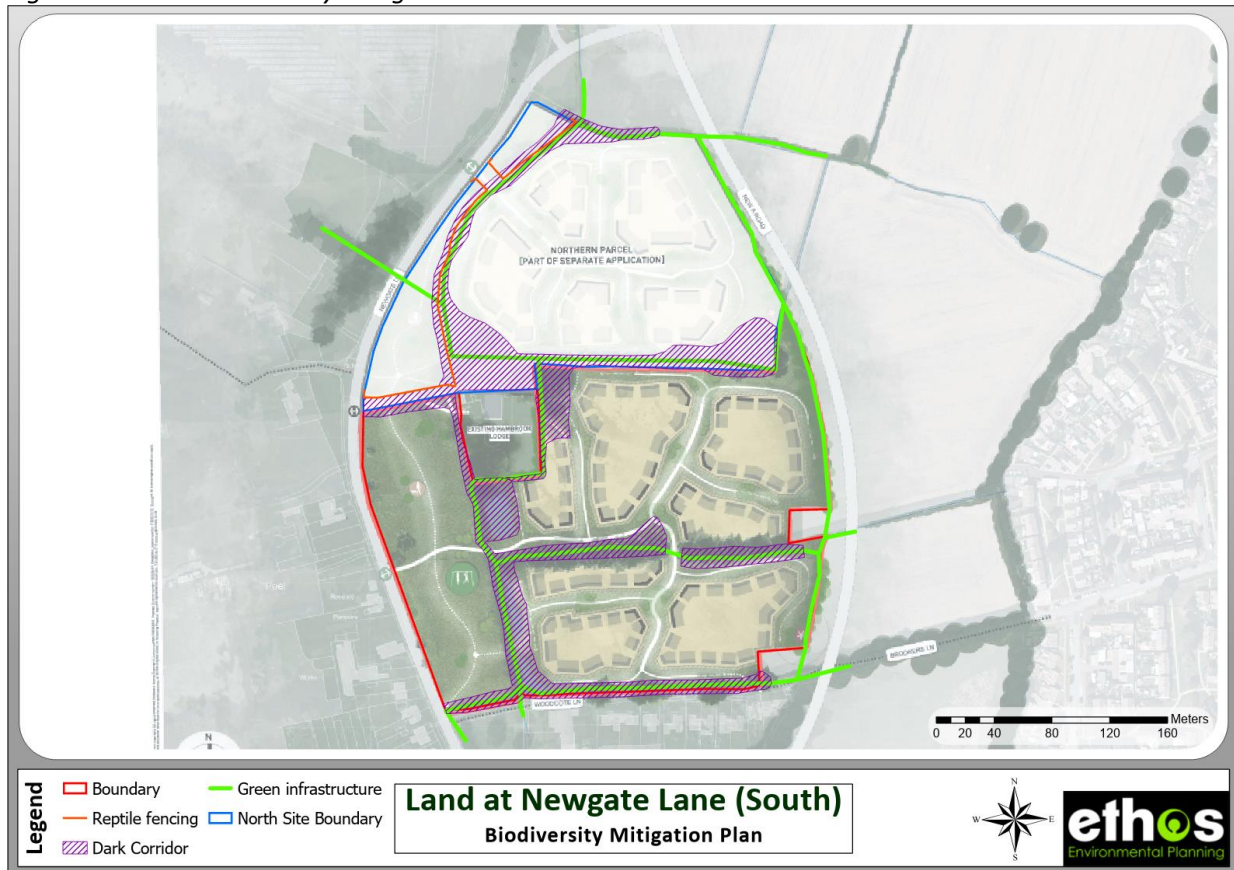 NEWGATE L
NEW A ROAD
NORTHERN PARCEL
[PART OF SEPARATE APPLICATION]
EXISTING HAMBROOK
LODGE
BROOKERS LN
WOODCOTE LN
N
Meters
0 20 40 80 120 160
Legend
Boundary
Green infrastructure
Reptile fencing
North Site Boundary
Dark Corridor
Land at Newgate Lane (South)
Biodiversity Mitigation Plan
N
W
E
S
ethos
Environmental Planning